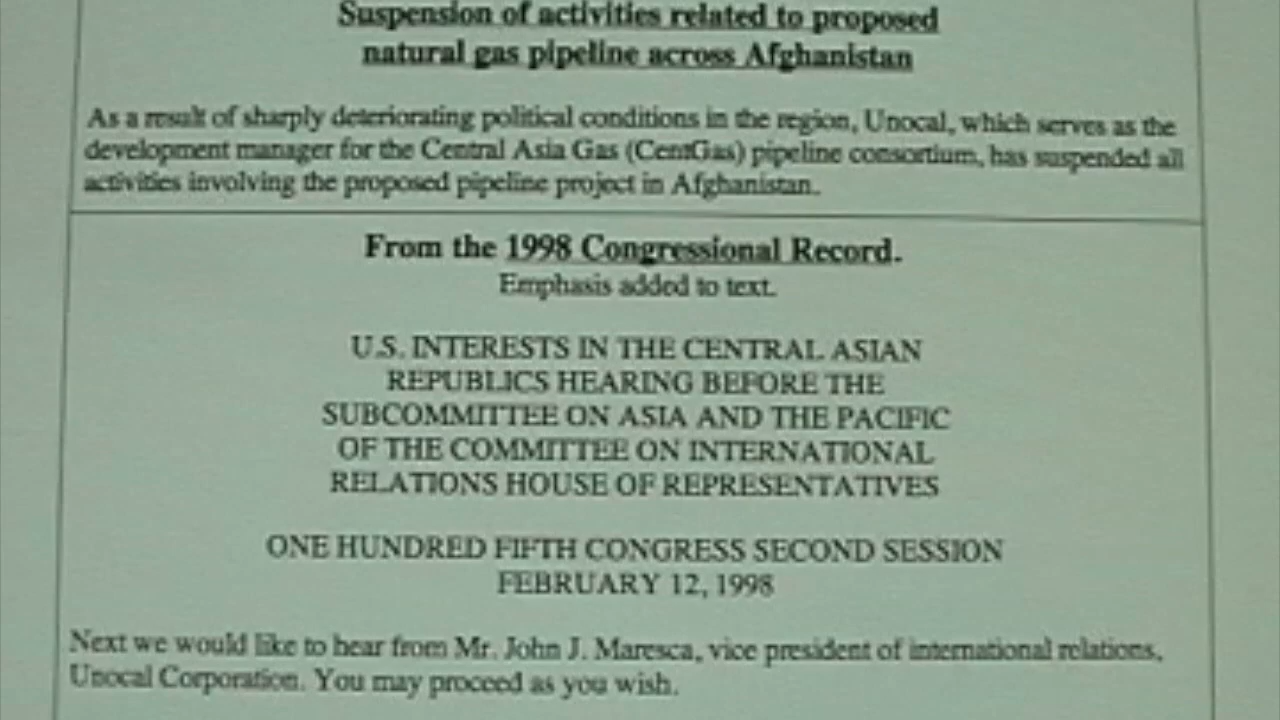 Suspension of activities related to proposed
natural gas pipeline across Afghanistan
As a result of sharply deteriorating political conditions in the region, Unocal, which serves as the
development manager for the Central Asia Gas (CentGas) pipeline consortium, has suspended all
activities involving the proposed pipeline project in Afghanistan.
From the 1998 Congressional Record.
Emphasis added to text.
U.S. INTERESTS IN THE CENTRAL ASIAN
REPUBLICS HEARING BEFORE THE
SUBCOMMITTEE ON ASIA AND THE PACIFIC
OF THE COMMITTEE ON INTERNATIONAL
RELATIONS HOUSE OF REPRESENTATIVES
ONE HUNDRED FIFTH CONGRESS SECOND SESSION
FEBRUARY 12, 1998
Next we would like to hear from Mr. John J. Maresca, vice president of international relations,
Unocal Corporation. You may proceed as you wish.